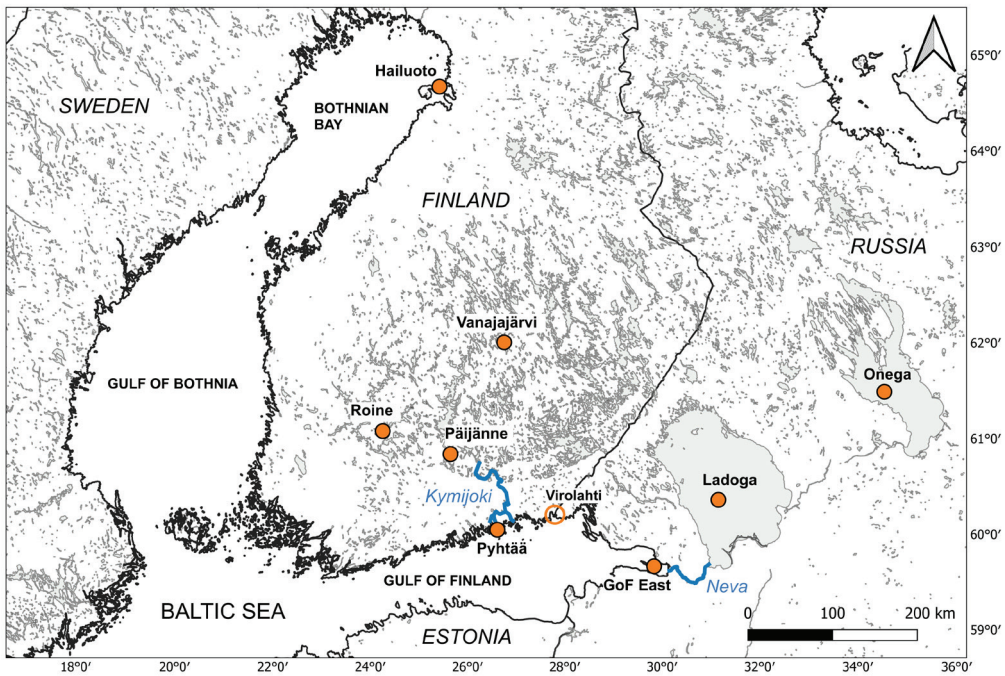 Hailuoto
65°0'
SWEDEN
BOTHNIAN
BAY
64°0'
FINLAND
RUSSIA
63°0'
Vanajajärvi
62°0'
GULF OF BOTHNIA
Onega
Roine
Päijänne
61°0'
Kymijoki
Virolahti
Ladoga
60°0'
Pyhtää
GULF OF FINLAND
GoF East
Neva
BALTIC SEA
0 100 200 km
ESTONIA
59°0'
18°0' 20°0' 22°0' 24°0' 26°0' 28°0' 30°0' 32°0' 34°0' 36°0'